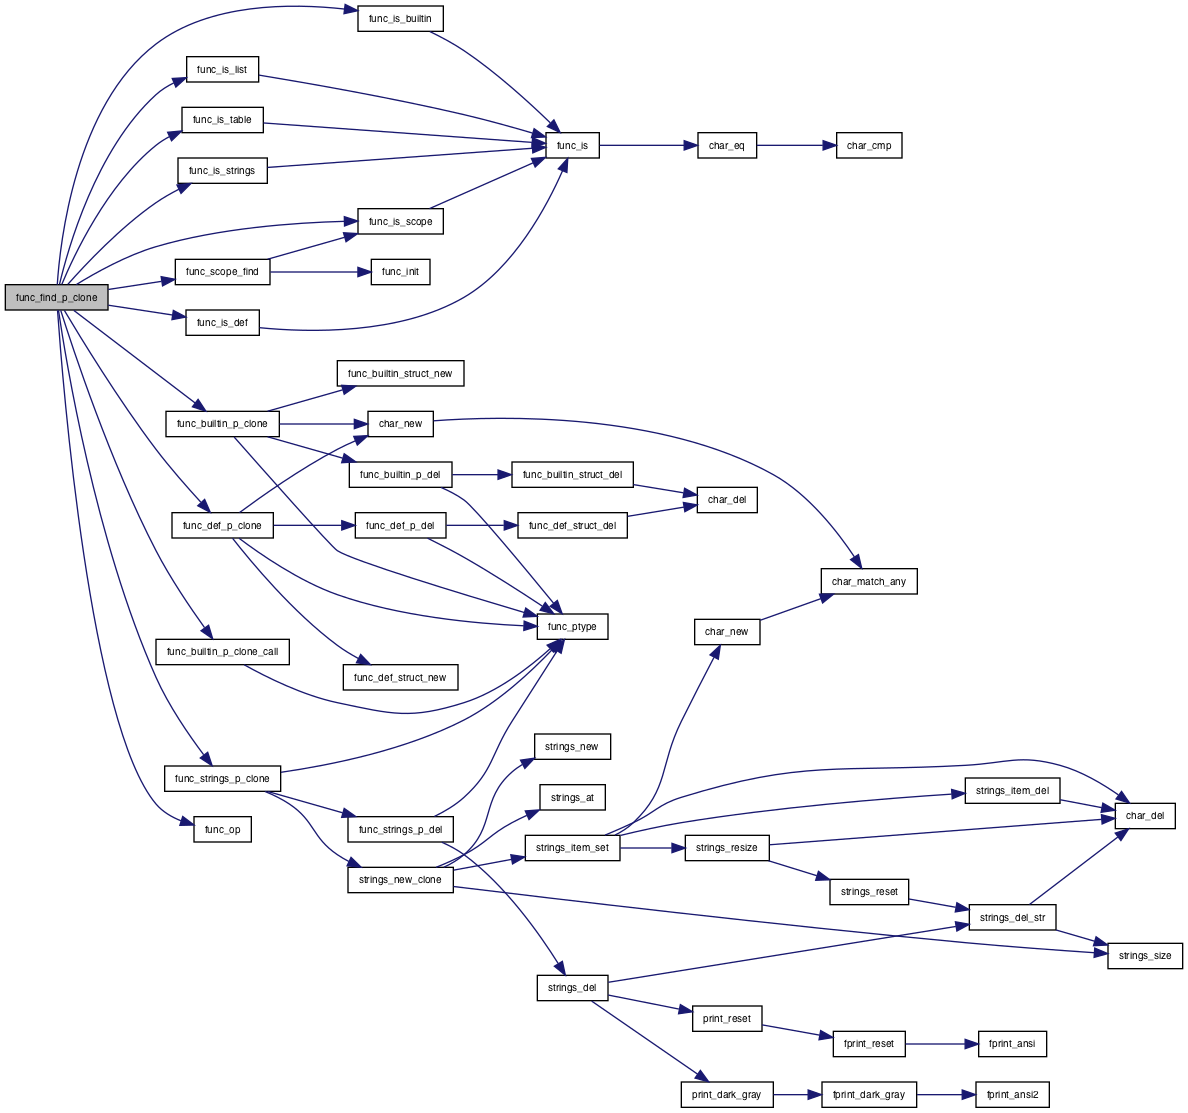 func_is_builtin
func_is_list
func_is_table
func_is
char_eq
char_cmp
func_is_strings
func_is_scope
func_scope_find
func_init
func_find_p_clone
func_is_def
func_builtin_struct_new
func_builtin_p_clone
char_new
func_builtin_p_del
func_builtin_struct_del
char_del
func_def_p_clone
func_def_p_del
func_def_struct_del
char_match_any
func_ptype
char_new
func_builtin_p_clone_call
func_def_struct_new
strings_new
func_strings_p_clone
strings_at
strings_item_del
char_del
func_op
func_strings_p_del
strings_item_set
strings_resize
strings_new_clone
strings_reset
strings_del_str
strings_size
strings_del
print_reset
fprint_reset
fprint_ansi
print_dark_gray
fprint_dark_gray
fprint_ansi2